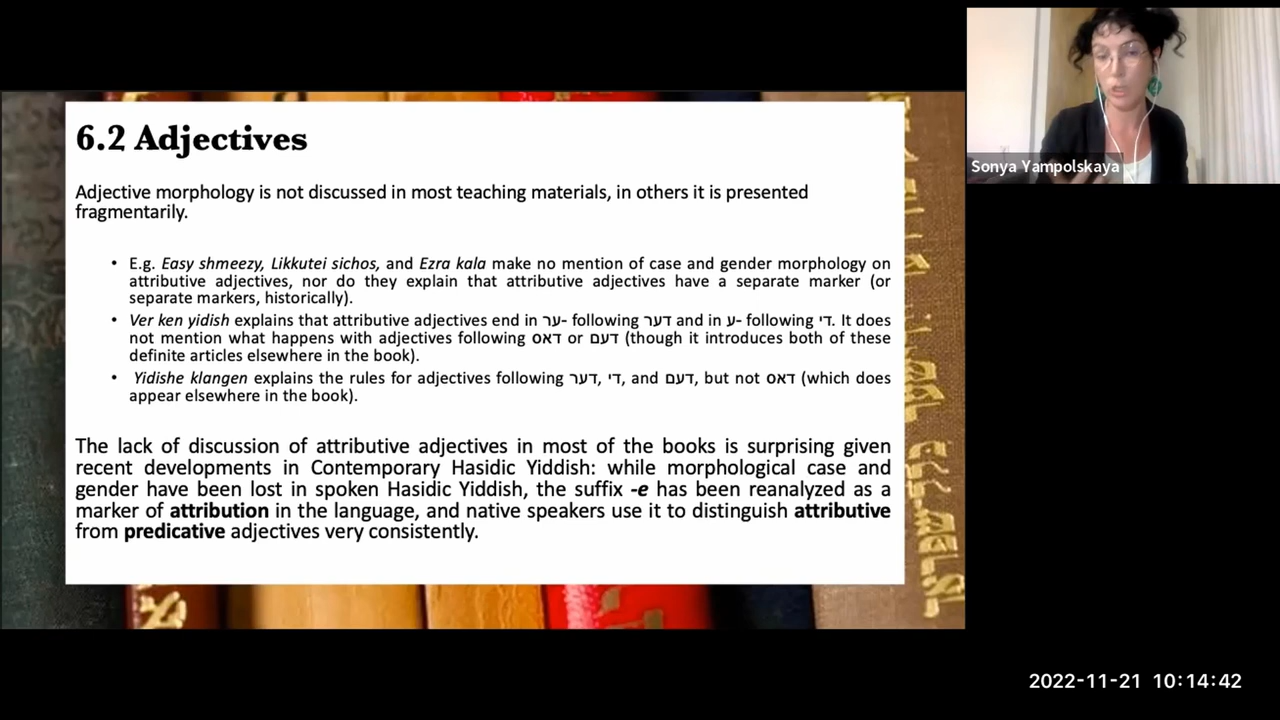 6.2 Adjectives
Adjective morphology is not discussed in most teaching materials, in others it is presented
fragmentarily.
• E.g. Easy shmeezy, Likkutei sichos, and Ezra kala make no mention of case and gender morphology on
attributive adjectives, nor do they explain that attributive adjectives have a separate marker (or
separate markers, historically).
• Ver ken yidish explains that attributive adjectives end in ער- following דער and in ע- following די. It does
not mention what happens with adjectives following דאס or דעם (though it introduces both of these
definite articles elsewhere in the book).
• Yidishe klangen explains the rules for adjectives following דער, די, and דעם, but not דאס (which does
appear elsewhere in the book).
The lack of discussion of attributive adjectives in most of the books is surprising given
recent developments in Contemporary Hasidic Yiddish: while morphological case and
gender have been lost in spoken Hasidic Yiddish, the suffix -e has been reanalyzed as a
marker of attribution in the language, and native speakers use it to distinguish attributive
from predicative adjectives very consistently.
Sonya Yampolskaya
2022-11-21 10:14:42